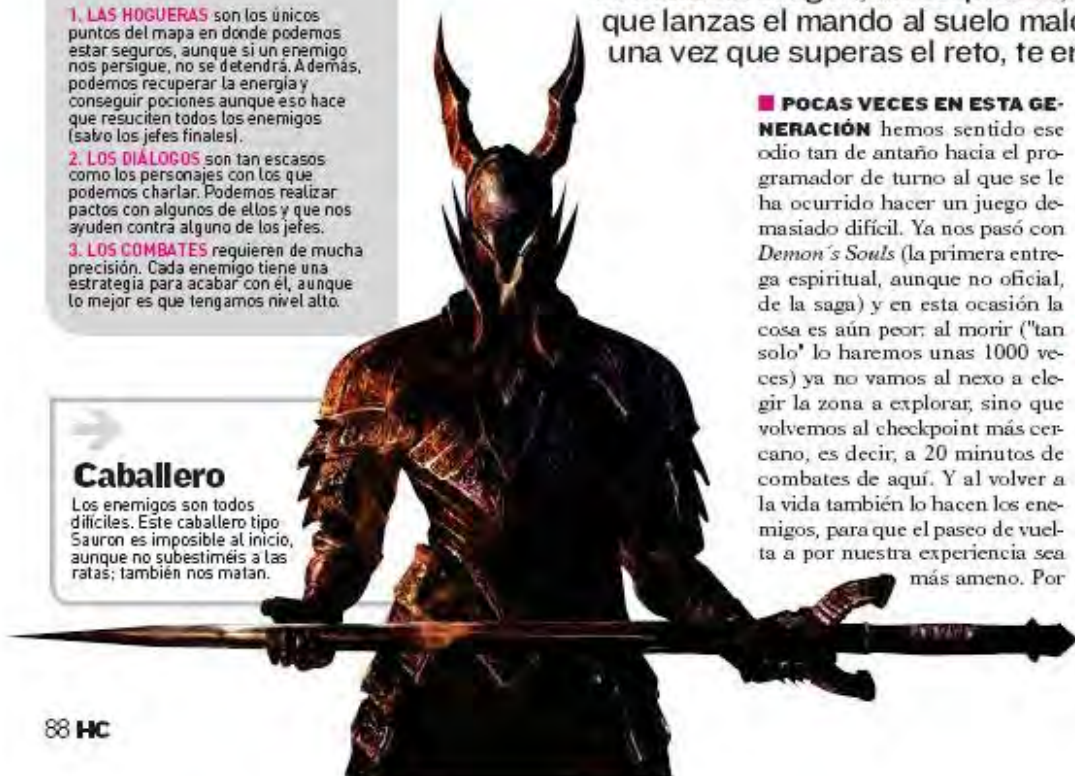 1. LAS HOGUERAS son los únicos
puntos del mapa en donde podemos
estar seguros, aunque si un enemigo
nos persigue, no se detendrá. Además,
podemos recuperar la energía y
conseguir pociones aunque eso hace
que resuciten todos los enemigos
(salvo los jefes finales).
2. LOS DIÁLOGOS son tan escasos
como los personajes con los que
podemos charlar. Podemos realizar
pactos con algunos de ellos y que nos
ayuden contra alguno de los jefes.
3. LOS COMBATES requieren de mucha
precisión. Cada enemigo tiene una
estrategia para acabar con él, aunque
lo mejor es que tengamos nivel alto.
Caballero
Los enemigos son todos
difíciles. Este caballero tipo
Sauron es imposible al inicio,
aunque no subestiméis a las
ratas; también nos matan.
88 HC
que lanzas el mando al suelo
una vez que superas el reto, te
POCAS VECES EN ESTA GE-
NERACIÓN hemos sentido ese
odio tan de antaño hacia el pro-
gramador de turno al que se le
ha ocurrido hacer un juego de-
masiado difícil. Ya nos pasó con
Demon´s Souls (la primera entre-
ga espiritual, aunque no oficial,
de la saga) y en esta ocasión la
cosa es aún peor: al morir ("tan
solo" lo haremos unas 1000 ve-
ces) ya no vamos al nexo a ele-
gir la zona a explorar, sino que
volvemos al checkpoint más cer-
cano, es decir, a 20 minutos de
combates de aquí. Y al volver a
la vida también lo hacen los ene-
migos, para que el paseo de vuel-
ta a por nuestra experiencia sea
más ameno. Por